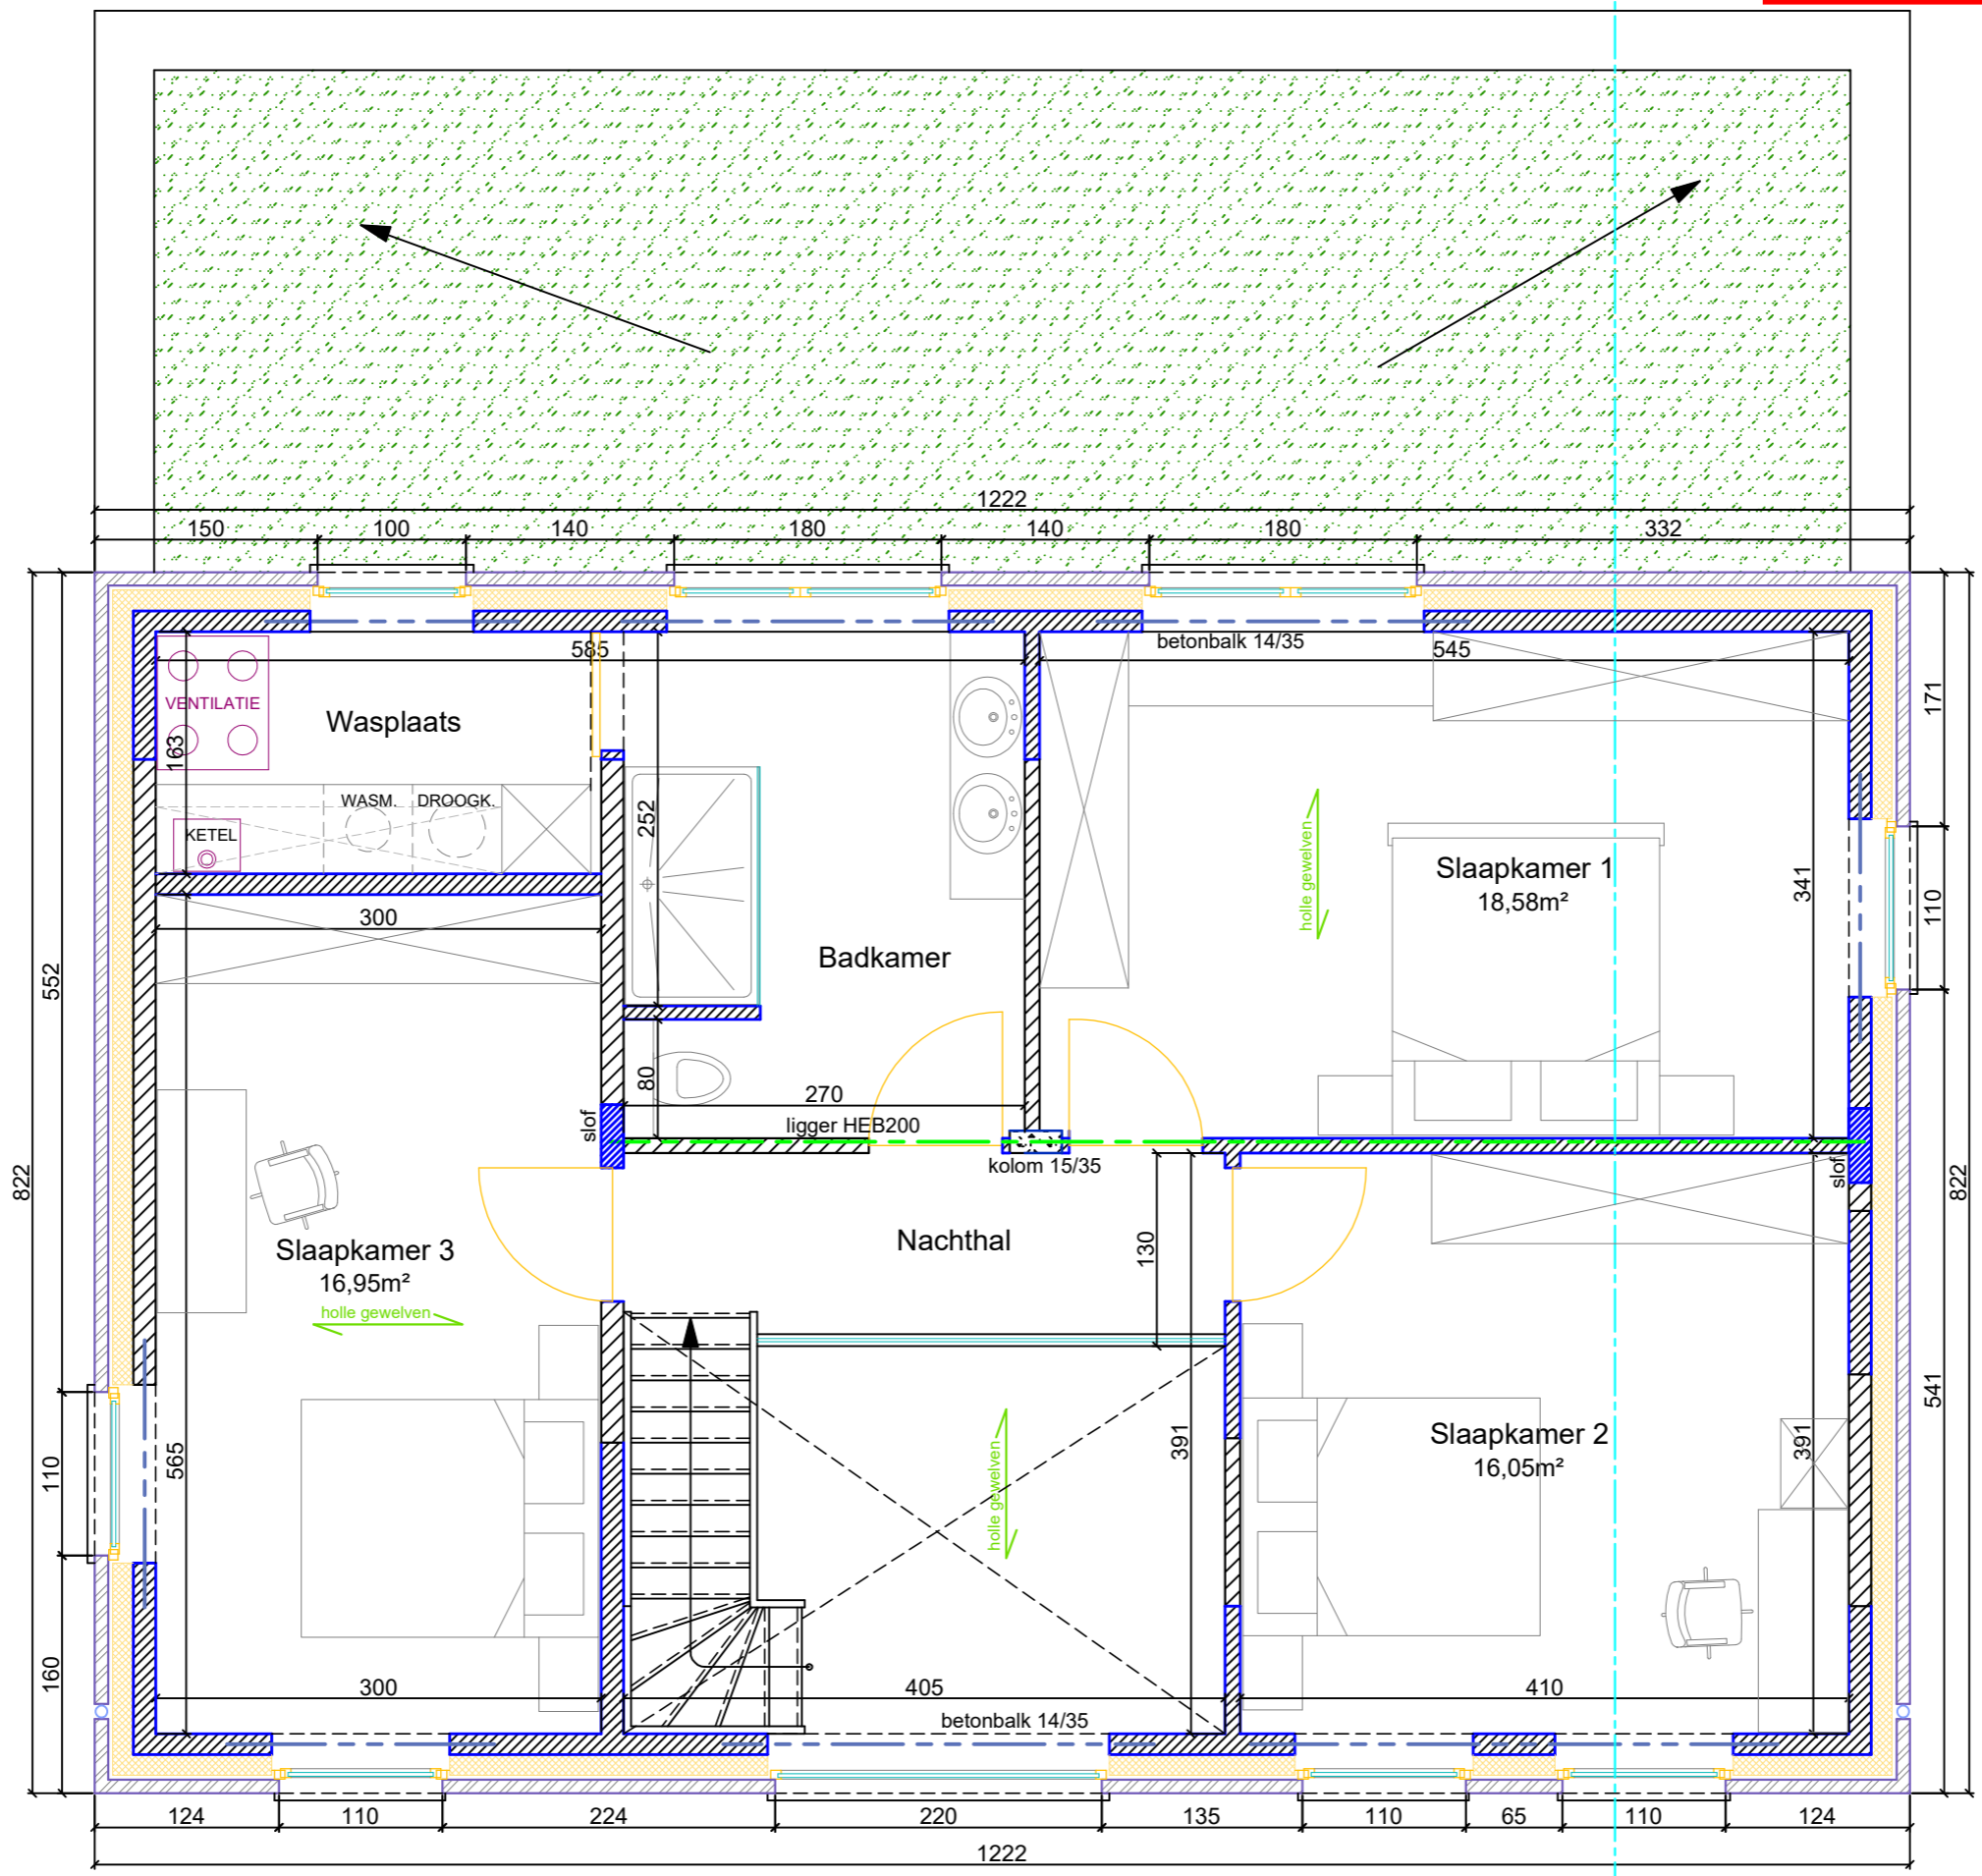 1222
150 100 140 180 140 180 332
585
betonbalk 14/35
545
171
VENTILATIE
Wasplaats
163
WASM. DROOGK.
KETEL
252
holle gewelven
Slaapkamer 1
18,58m²
341
110
300
Badkamer
552
80
270
slof
ligger HEB200
kolom 15/35
slof
822
822
Nachthal
130
Slaapkamer 3
16,95m²
holle gewelven
541
110
565
391
holle gewelven
Slaapkamer 2
16,05m²
391
160
300
405
410
betonbalk 14/35
124 110 224 220 135 110 65 110 124
1222